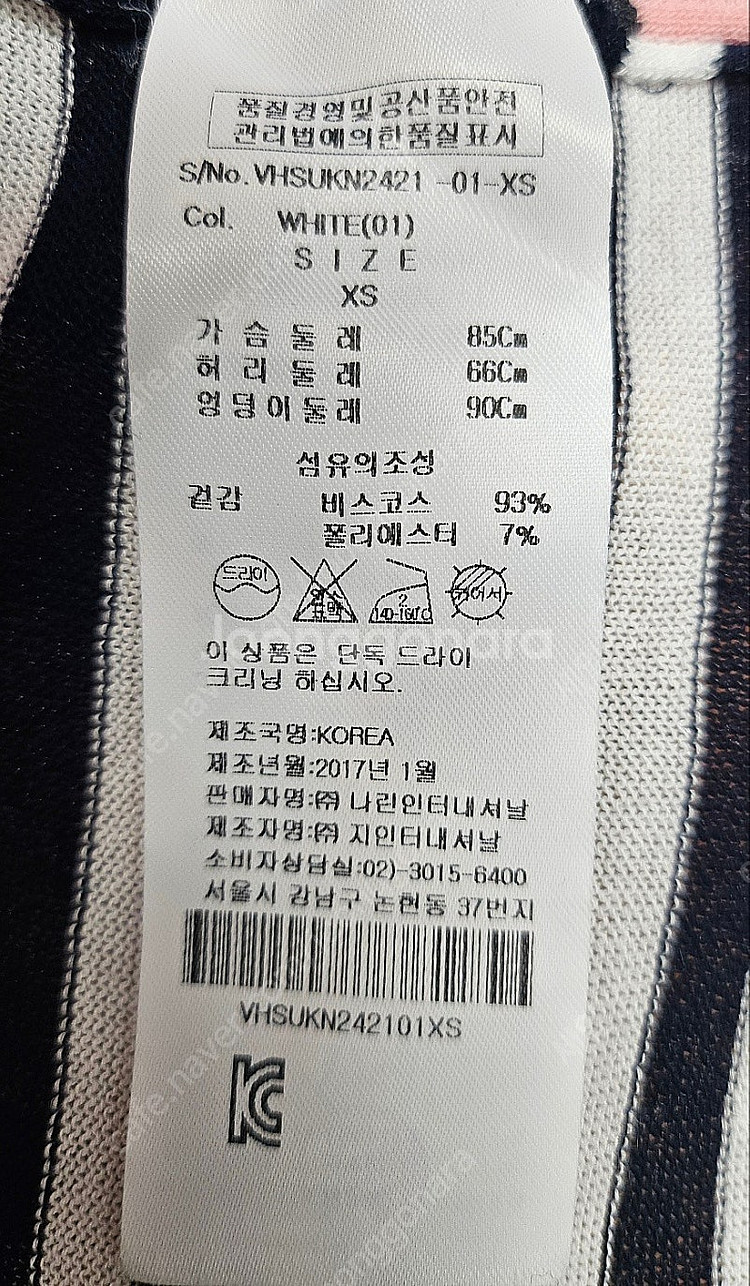 품질경영및공산품안전
관리법에의한품질표시
S/No. VHSUKN2421 -01-XS
Col. WHITE(01)
S I Z E
XS
가 슴 둘 레 85Cm
허 리 둘 레 66Cm
엉덩이둘레 90Cm
섬유의조성
겉감 비스코스 93%
폴리에스터 7%
드라이
2
140-160℃
이 상품은 단독 드라이
크리닝 하십시오.
제조국명:KOREA
제조년월:2017년 1월
판매자명:㈜ 나린인터내셔날
제조자명:㈜ 지인터내셔날
소비자상담실:02)-3015-6400
서울시 강남구 논현동 37번지
VHSUKN242101XS
KC